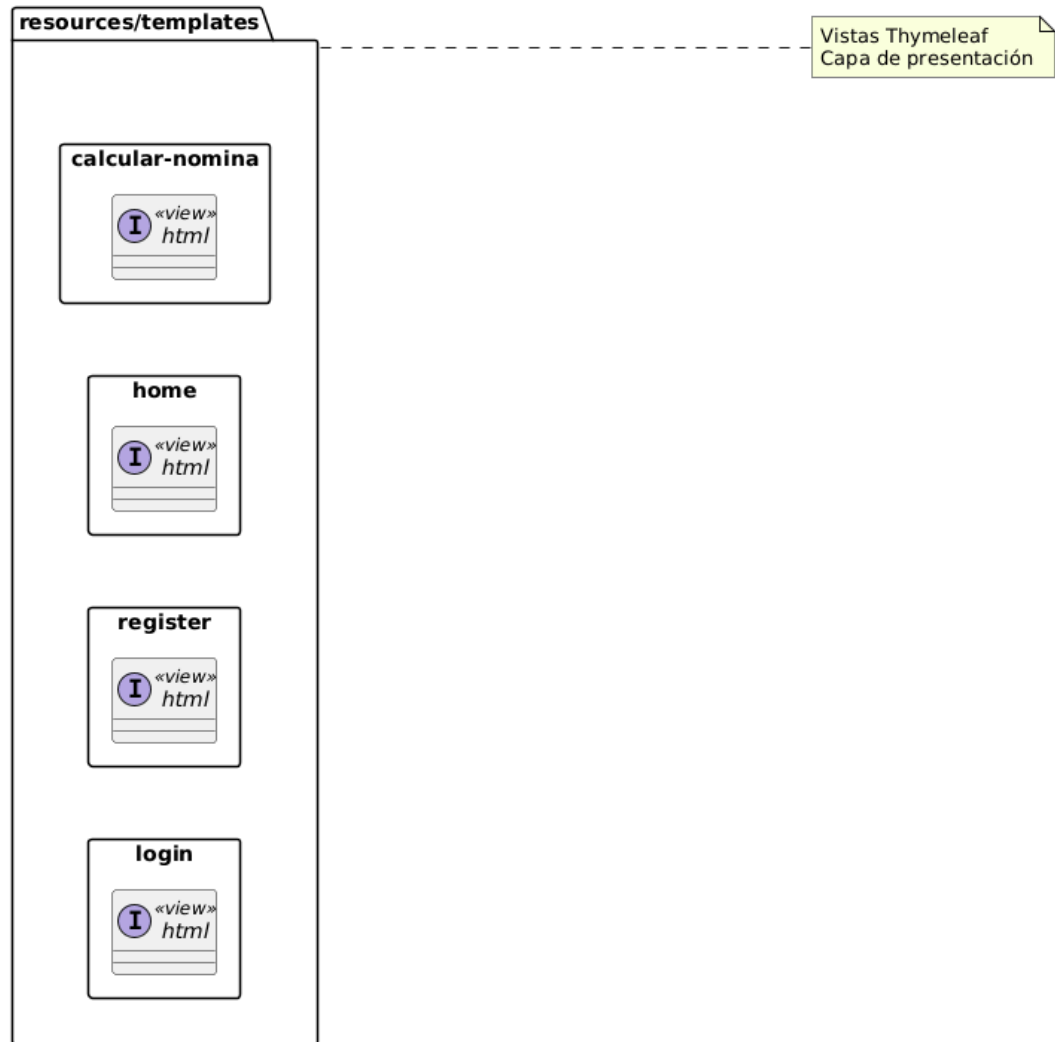 resources/templates
Vistas Thymeleaf
Capa de presentación
calcular-nomina
I
«view»
html
home
I
«view»
html
register
I
«view»
html
login
I
«view»
html